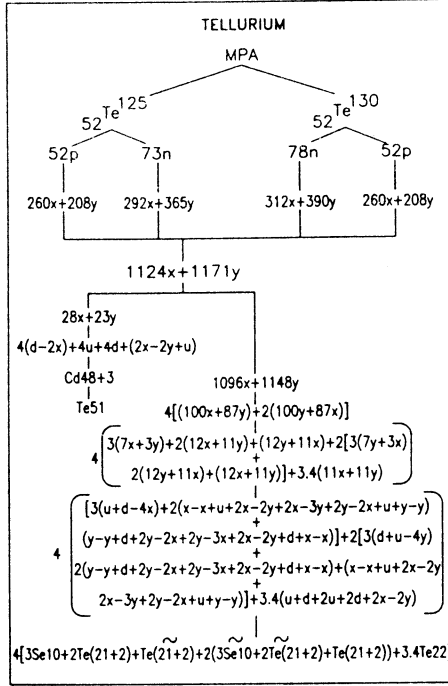 TELLURIUM
MPA
52Te125 52Te130
52p 73n 78n 52p
260x+208y 292x+365y 312x+390y 260x+208y
1124x+1171y
28x+23y
4(d-2x)+4u+4d+(2x-2y+u)
Cd48+3
Te51
1096x+1148y
4[(100x+87y)+2(100y+87x)]
4(3(7x+3y)+2(12x+11y)+(12y+11x)+2[3(7y+3x)
+
2(12y+11x)+(12x+11y)]+3.4(11x+11y))
4([3(u+d-4x)+2(x-x+u+2x-2y+2x-3y+2y-2x+u+y-y)
+
(y-y+d+2y-2x+2y-3x+2x-2y+d+x-x)]+2[3(d+u-4y)
+
2(y-y+d+2y-2x+2y-3x+2x-2y+d+x-x)+(x-x+u+2x-2y
+
2x-3y+2y-2x+u+y-y)]+3.4(u+d+2u+2d+2x-2y))
4[3Se10+2Te(21+2)+Te(2͠1+2)+2(3S͠e10+2T͠e(21+2)+Te(21+2))+3.4Te22